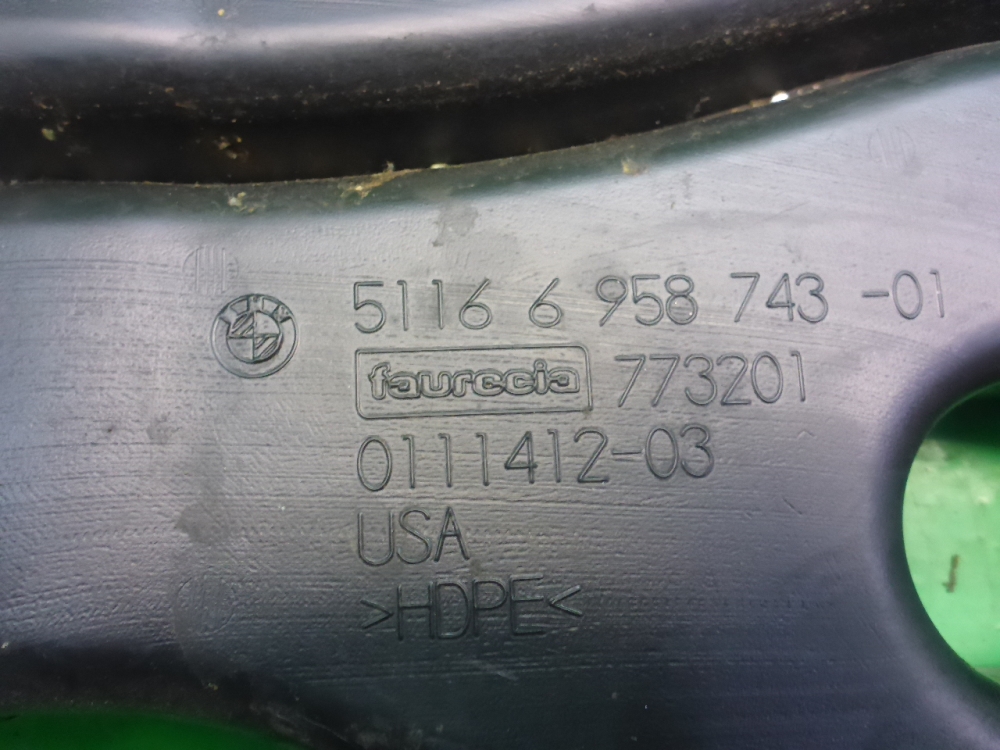 5116 6 958 743 -01
faurecia 773201
0111412-03
USA
>HDPE<